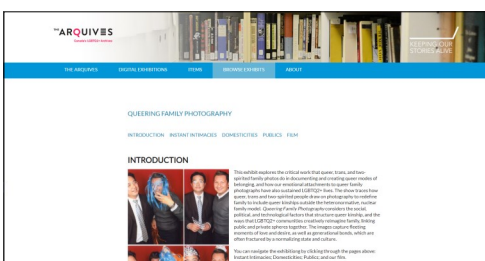 THE ARQUIVES
Canada's LGBTQ2+ Archives
KEEPING OUR
STORIES ALIVE
THE ARQUIVES DIGITAL EXHIBITIONS ITEMS BROWSE EXHIBITS ABOUT
QUEERING FAMILY PHOTOGRAPHY
INTRODUCTION INSTANT INTIMACIES DOMESTICITIES PUBLICS FILM
INTRODUCTION
This exhibit explores the critical work that queer, trans, and two-
spirited family photos do in documenting and creating queer modes of
belonging, and how our emotional attachments to queer family
photographs have also sustained LGBTQ2+ lives. The show traces how
queer, trans and two-spirited people draw on photography to redefine
family to include queer kinships outside the heteronormative, nuclear
family model. Queering Family Photography considers the social,
political, and technological factors that structure queer kinship, and the
ways that LGBTQ2+ communities creatively reimagine family, linking
public and private spheres together. The images capture fleeting
moments of love and desire, as well as generational bonds, which are
often fractured by a normalizing state and culture.
You can navigate the exhibitiong by clicking through the pages above:
Instant Intimacies; Domesticities; Publics; and our film.